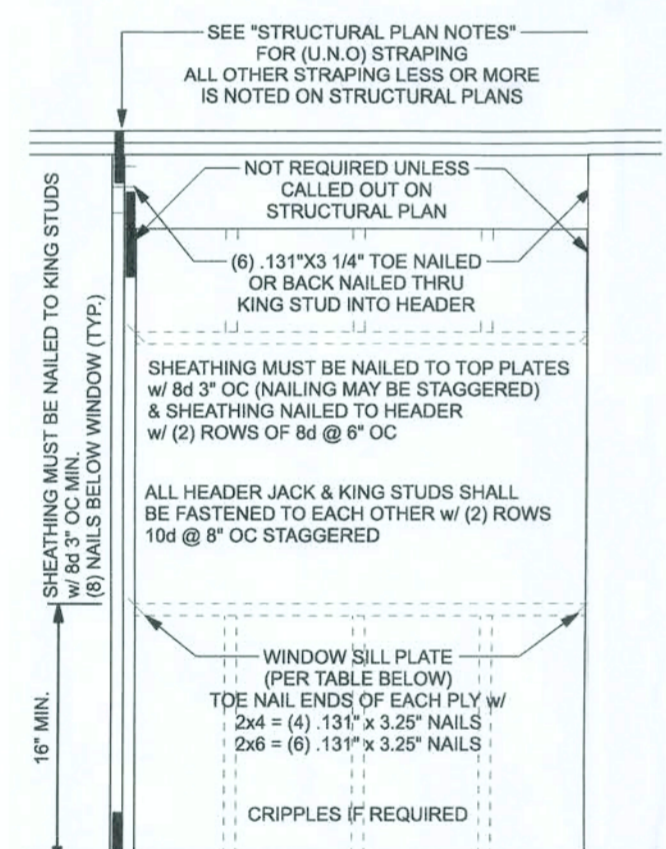 SEE "STRUCTURAL PLAN NOTES"
FOR (U.N.O) STRAPING
ALL OTHER STRAPING LESS OR MORE
IS NOTED ON STRUCTURAL PLANS
NOT REQUIRED UNLESS
CALLED OUT ON
STRUCTURAL PLAN
(6) .131"X3 1/4" TOE NAILED
OR BACK NAILED THRU
KING STUD INTO HEADER
SHEATHING MUST BE NAILED TO KING STUDS
w/ 8d 3" OC MIN.
(8) NAILS BELOW WINDOW (TYP.)
SHEATHING MUST BE NAILED TO TOP PLATES
w/ 8d 3" OC (NAILING MAY BE STAGGERED)
& SHEATHING NAILED TO HEADER
w/ (2) ROWS OF 8d @ 6" OC
ALL HEADER JACK & KING STUDS SHALL
BE FASTENED TO EACH OTHER w/ (2) ROWS
10d @ 8" OC STAGGERED
16" MIN.
WINDOW SILL PLATE
(PER TABLE BELOW)
TOE NAIL ENDS OF EACH PLY w/
2x4 = (4) .131" x 3.25" NAILS
2x6 = (6) .131" x 3.25" NAILS
CRIPPLES IF REQUIRED